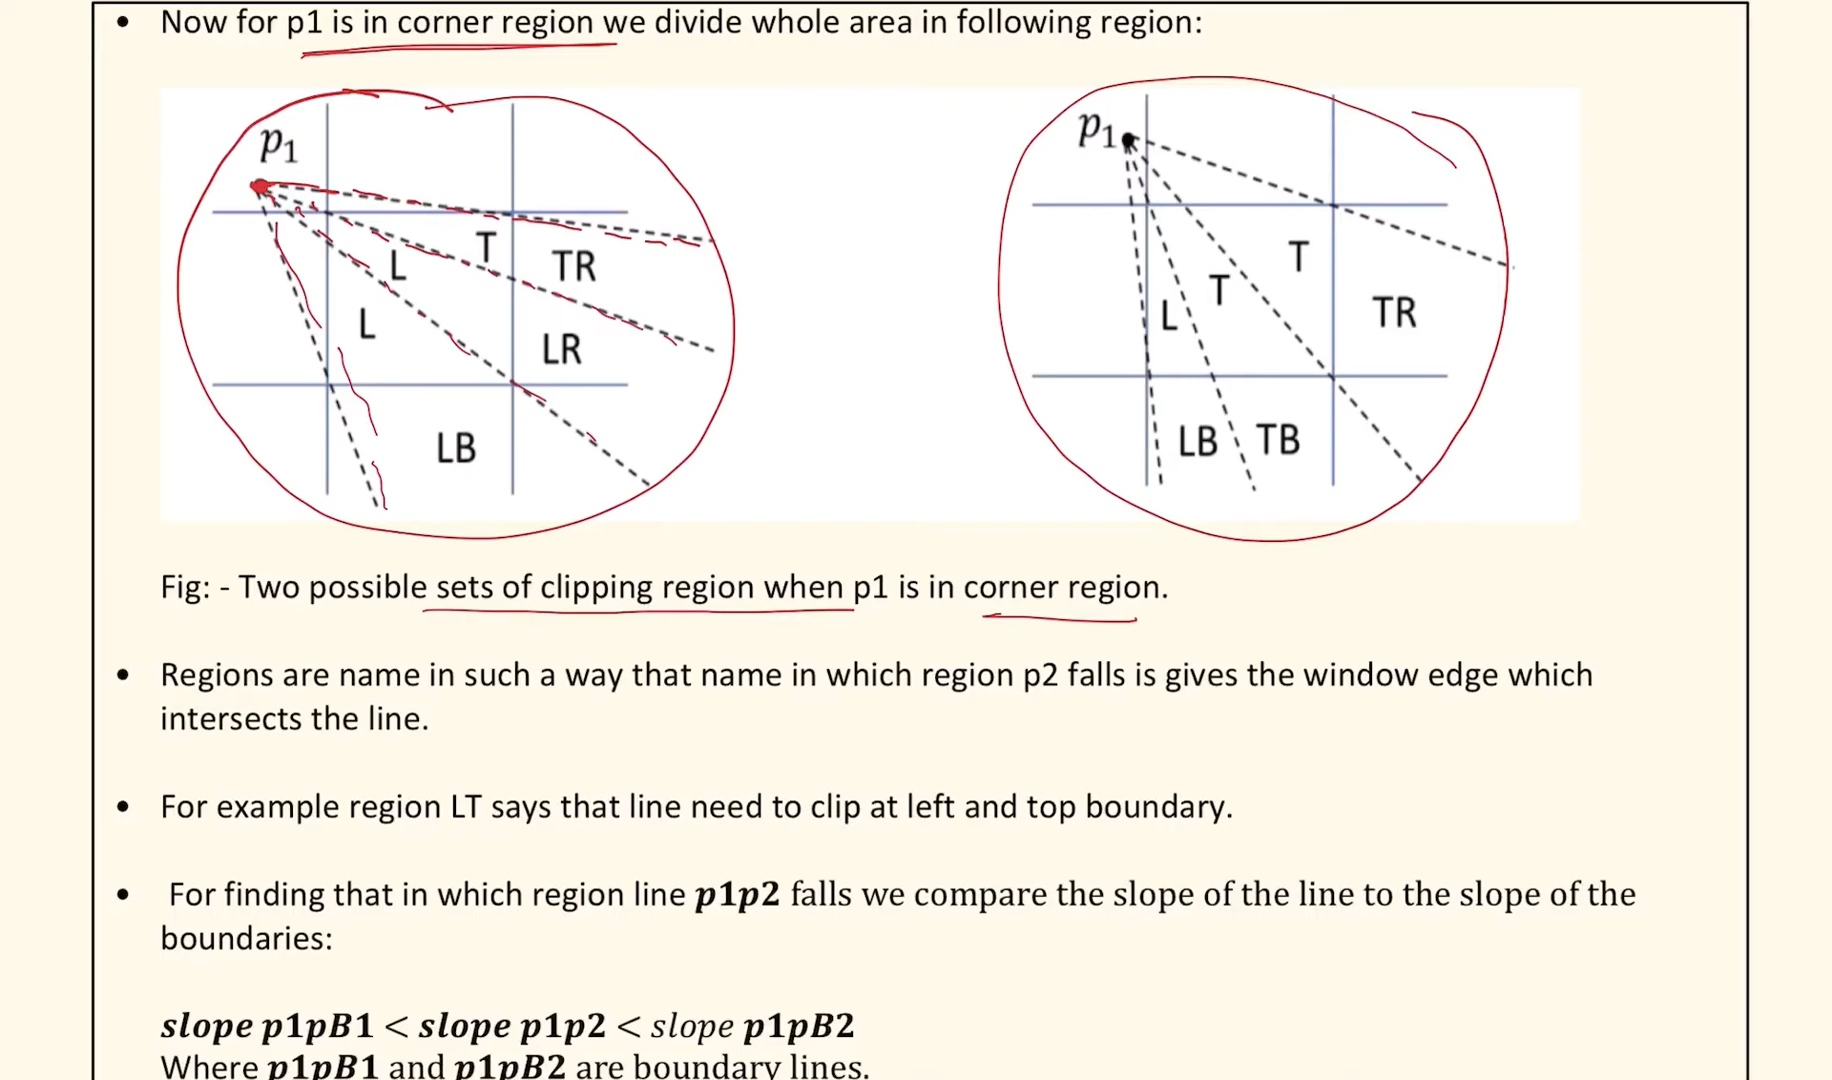 • Now for p1 is in corner region we divide whole area in following region:
p1
T
TR
L
L
LR
LB
p1
T
T
L
TR
LB
TB
Fig: - Two possible sets of clipping region when p1 is in corner region.
• Regions are name in such a way that name in which region p2 falls is gives the window edge which
intersects the line.
• For example region LT says that line need to clip at left and top boundary.
• For finding that in which region line p1p2 falls we compare the slope of the line to the slope of the
boundaries:
slope p1pB1 < slope p1p2 < slope p1pB2
Where p1pB1 and p1pB2 are boundary lines.